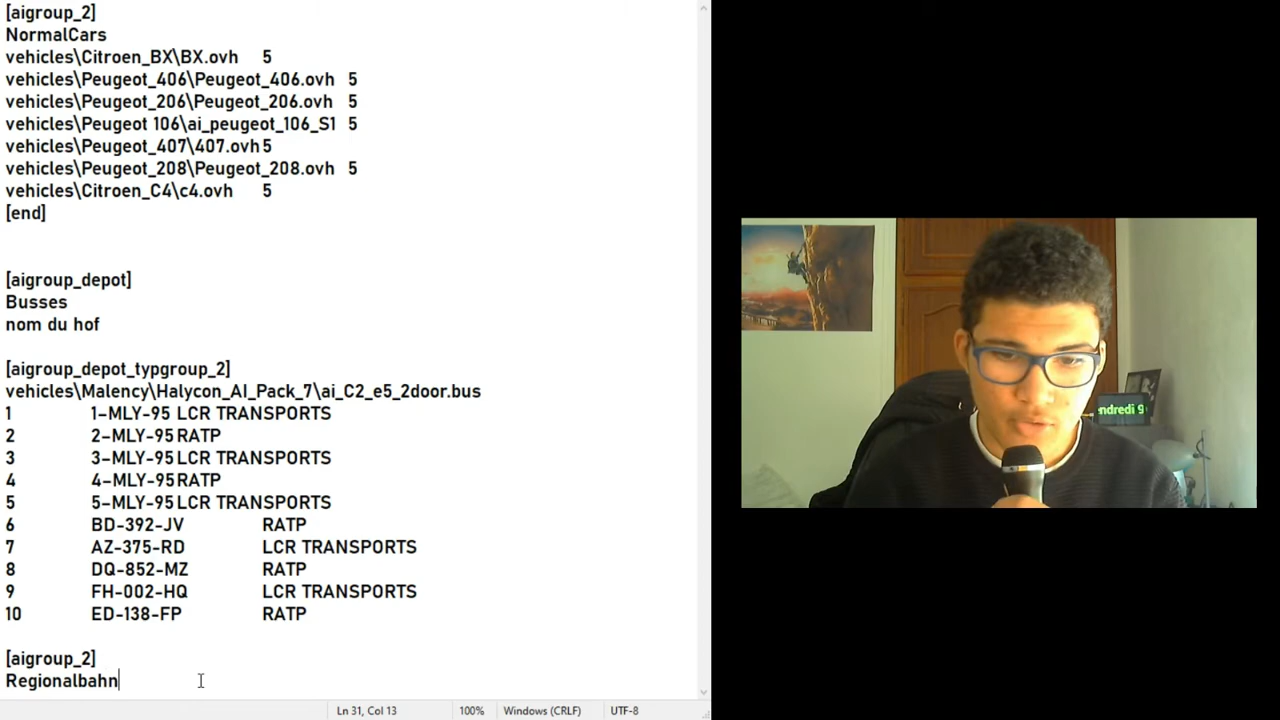 [aigroup_2]
NormalCars
vehicles\Citroen_BX\BX.ovh 5
vehicles\Peugeot_406\Peugeot_406.ovh 5
vehicles\Peugeot_206\Peugeot_206.ovh 5
vehicles\Peugeot 106\ai_peugeot_106_S1 5
vehicles\Peugeot_407\407.ovh 5
vehicles\Peugeot_208\Peugeot_208.ovh 5
vehicles\Citroen_C4\c4.ovh 5
[end]
[aigroup_depot]
Busses
nom du hof
[aigroup_depot_typgroup_2]
vehicles\Malency\Halycon_AI_Pack_7\ai_C2_e5_2door.bus
1 1-MLY-95 LCR TRANSPORTS
2 2-MLY-95 RATP
3 3-MLY-95 LCR TRANSPORTS
4 4-MLY-95 RATP
5 5-MLY-95 LCR TRANSPORTS
6 BD-392-JV RATP
7 AZ-375-RD LCR TRANSPORTS
8 DQ-852-MZ RATP
9 FH-002-HQ LCR TRANSPORTS
10 ED-138-FP RATP
[aigroup_2]
Regionalbahn
Ln 31, Col 13 100% Windows (CRLF) UTF-8
endredi 9